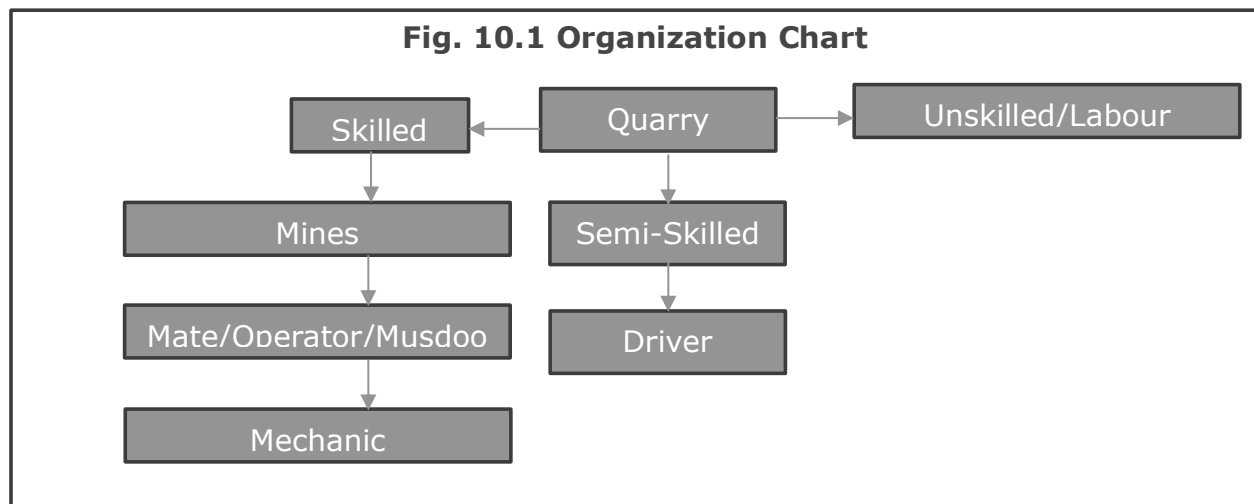 Fig. 10.1 Organization Chart
Skilled
Quarry
Unskilled/Labour
Mines
Semi-Skilled
Mate/Operator/Musdoo
Driver
Mechanic